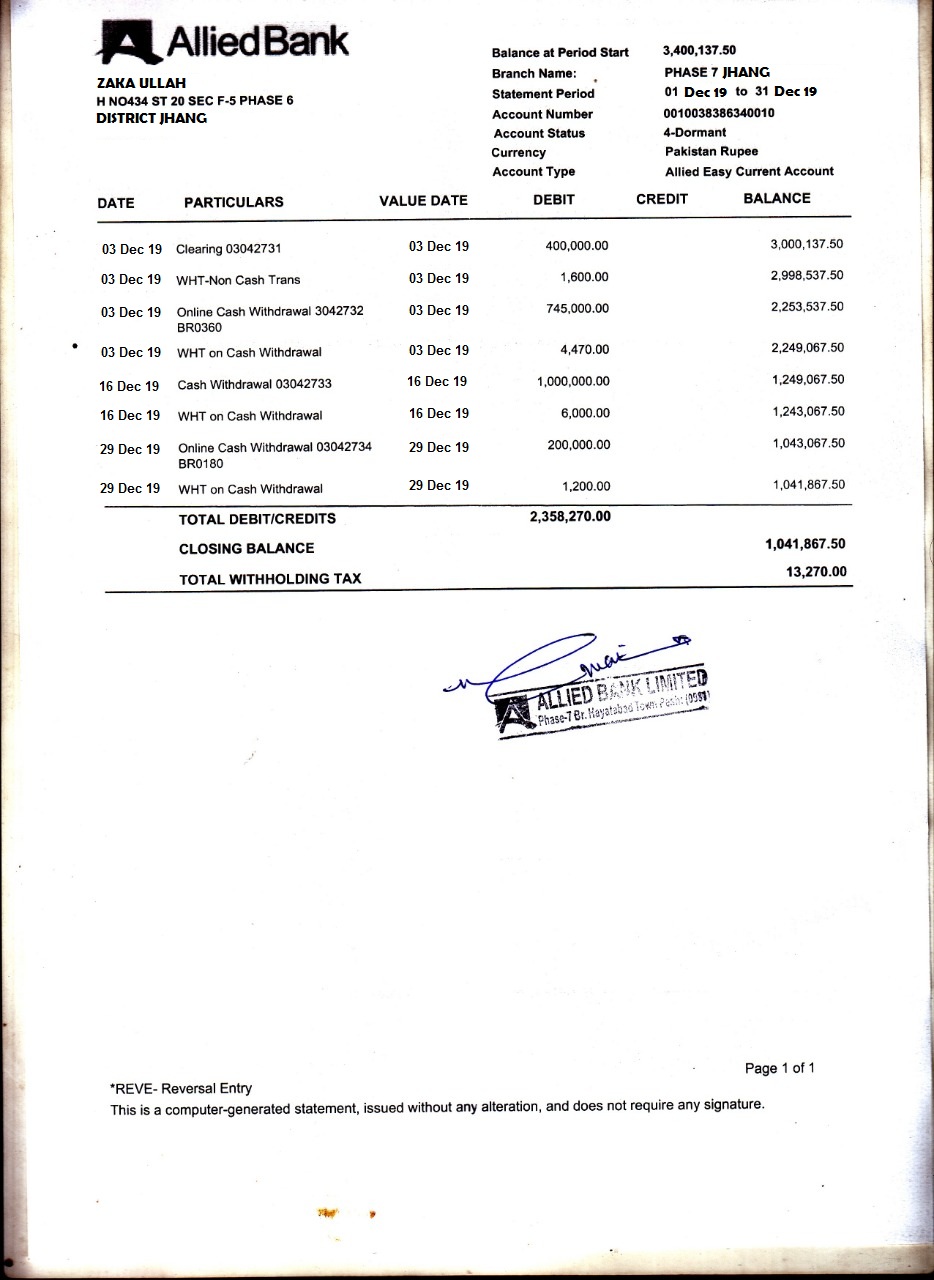 Allied Bank
ZAKA ULLAH
H NO434 ST 20 SEC F-5 PHASE 6
DISTRICT JHANG
Balance at Period Start 3,400,137.50
Branch Name: PHASE 7 JHANG
Statement Period 01 Dec 19 to 31 Dec 19
Account Number 0010038386340010
Account Status 4-Dormant
Currency Pakistan Rupee
Account Type Allied Easy Current Account
DATE PARTICULARS VALUE DATE DEBIT CREDIT BALANCE
03 Dec 19 Clearing 03042731 03 Dec 19 400,000.00 3,000,137.50
03 Dec 19 WHT-Non Cash Trans 03 Dec 19 1,600.00 2,998,537.50
03 Dec 19 Online Cash Withdrawal 3042732 03 Dec 19 745,000.00 2,253,537.50
BR0360
03 Dec 19 WHT on Cash Withdrawal 03 Dec 19 4,470.00 2,249,067.50
16 Dec 19 Cash Withdrawal 03042733 16 Dec 19 1,000,000.00 1,249,067.50
16 Dec 19 WHT on Cash Withdrawal 16 Dec 19 6,000.00 1,243,067.50
29 Dec 19 Online Cash Withdrawal 03042734 29 Dec 19 200,000.00 1,043,067.50
BR0180
29 Dec 19 WHT on Cash Withdrawal 29 Dec 19 1,200.00 1,041,867.50
TOTAL DEBIT/CREDITS 2,358,270.00
CLOSING BALANCE 1,041,867.50
TOTAL WITHHOLDING TAX 13,270.00
ALLIED BANK LIMITED
Phase-7 Br. Hayatabad Town
Page 1 of 1
*REVE- Reversal Entry
This is a computer-generated statement, issued without any alteration, and does not require any signature.